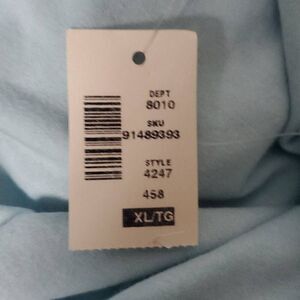 DEPT
8010
SKU
91489393
STYLE
4247
458
XL/TG